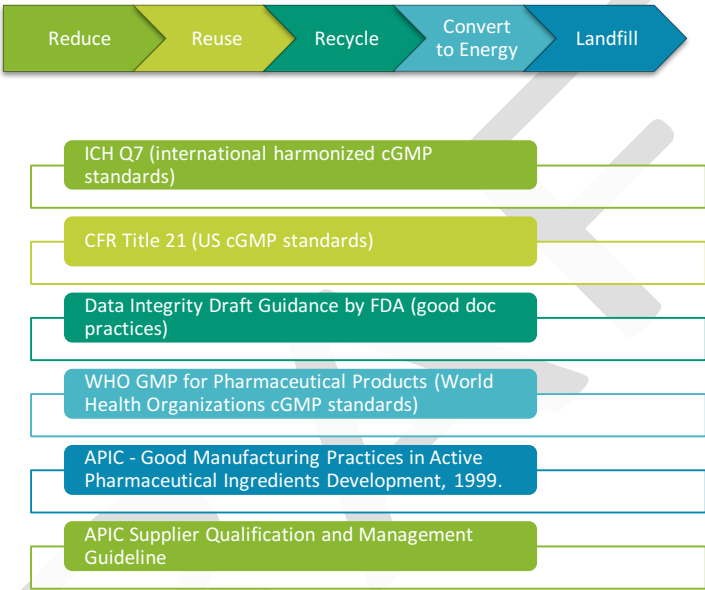 Reduce
Reuse
Recycle
Convert
to Energy
Landfill
ICH Q7 (international harmonized cGMP
standards)
CFR Title 21 (US cGMP standards)
Data Integrity Draft Guidance by FDA (good doc
practices)
WHO GMP for Pharmaceutical Products (World
Health Organizations cGMP standards)
APIC - Good Manufacturing Practices in Active
Pharmaceutical Ingredients Development, 1999.
APIC Supplier Qualification and Management
Guideline